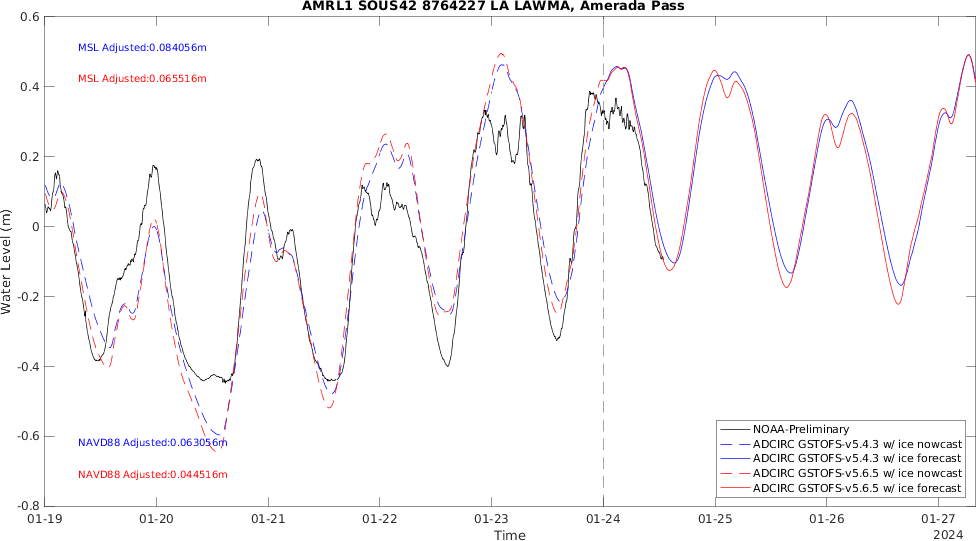 AMRL1 SOUS42 8764227 LA LAWMA, Amerada Pass
0.6
0.4
0.2
0
-0.2
-0.4
-0.6
-0.8
Water Level (m)
MSL Adjusted:0.084056m
MSL Adjusted:0.065516m
NAVD88 Adjusted:0.063056m
NAVD88 Adjusted:0.044516m
NOAA-Preliminary
ADCIRC GSTOFS-v5.4.3 w/ ice nowcast
ADCIRC GSTOFS-v5.4.3 w/ ice forecast
ADCIRC GSTOFS-v5.6.5 w/ ice nowcast
ADCIRC GSTOFS-v5.6.5 w/ ice forecast
01-19 01-20 01-21 01-22 01-23 01-24 01-25 01-26 01-27
Time
2024